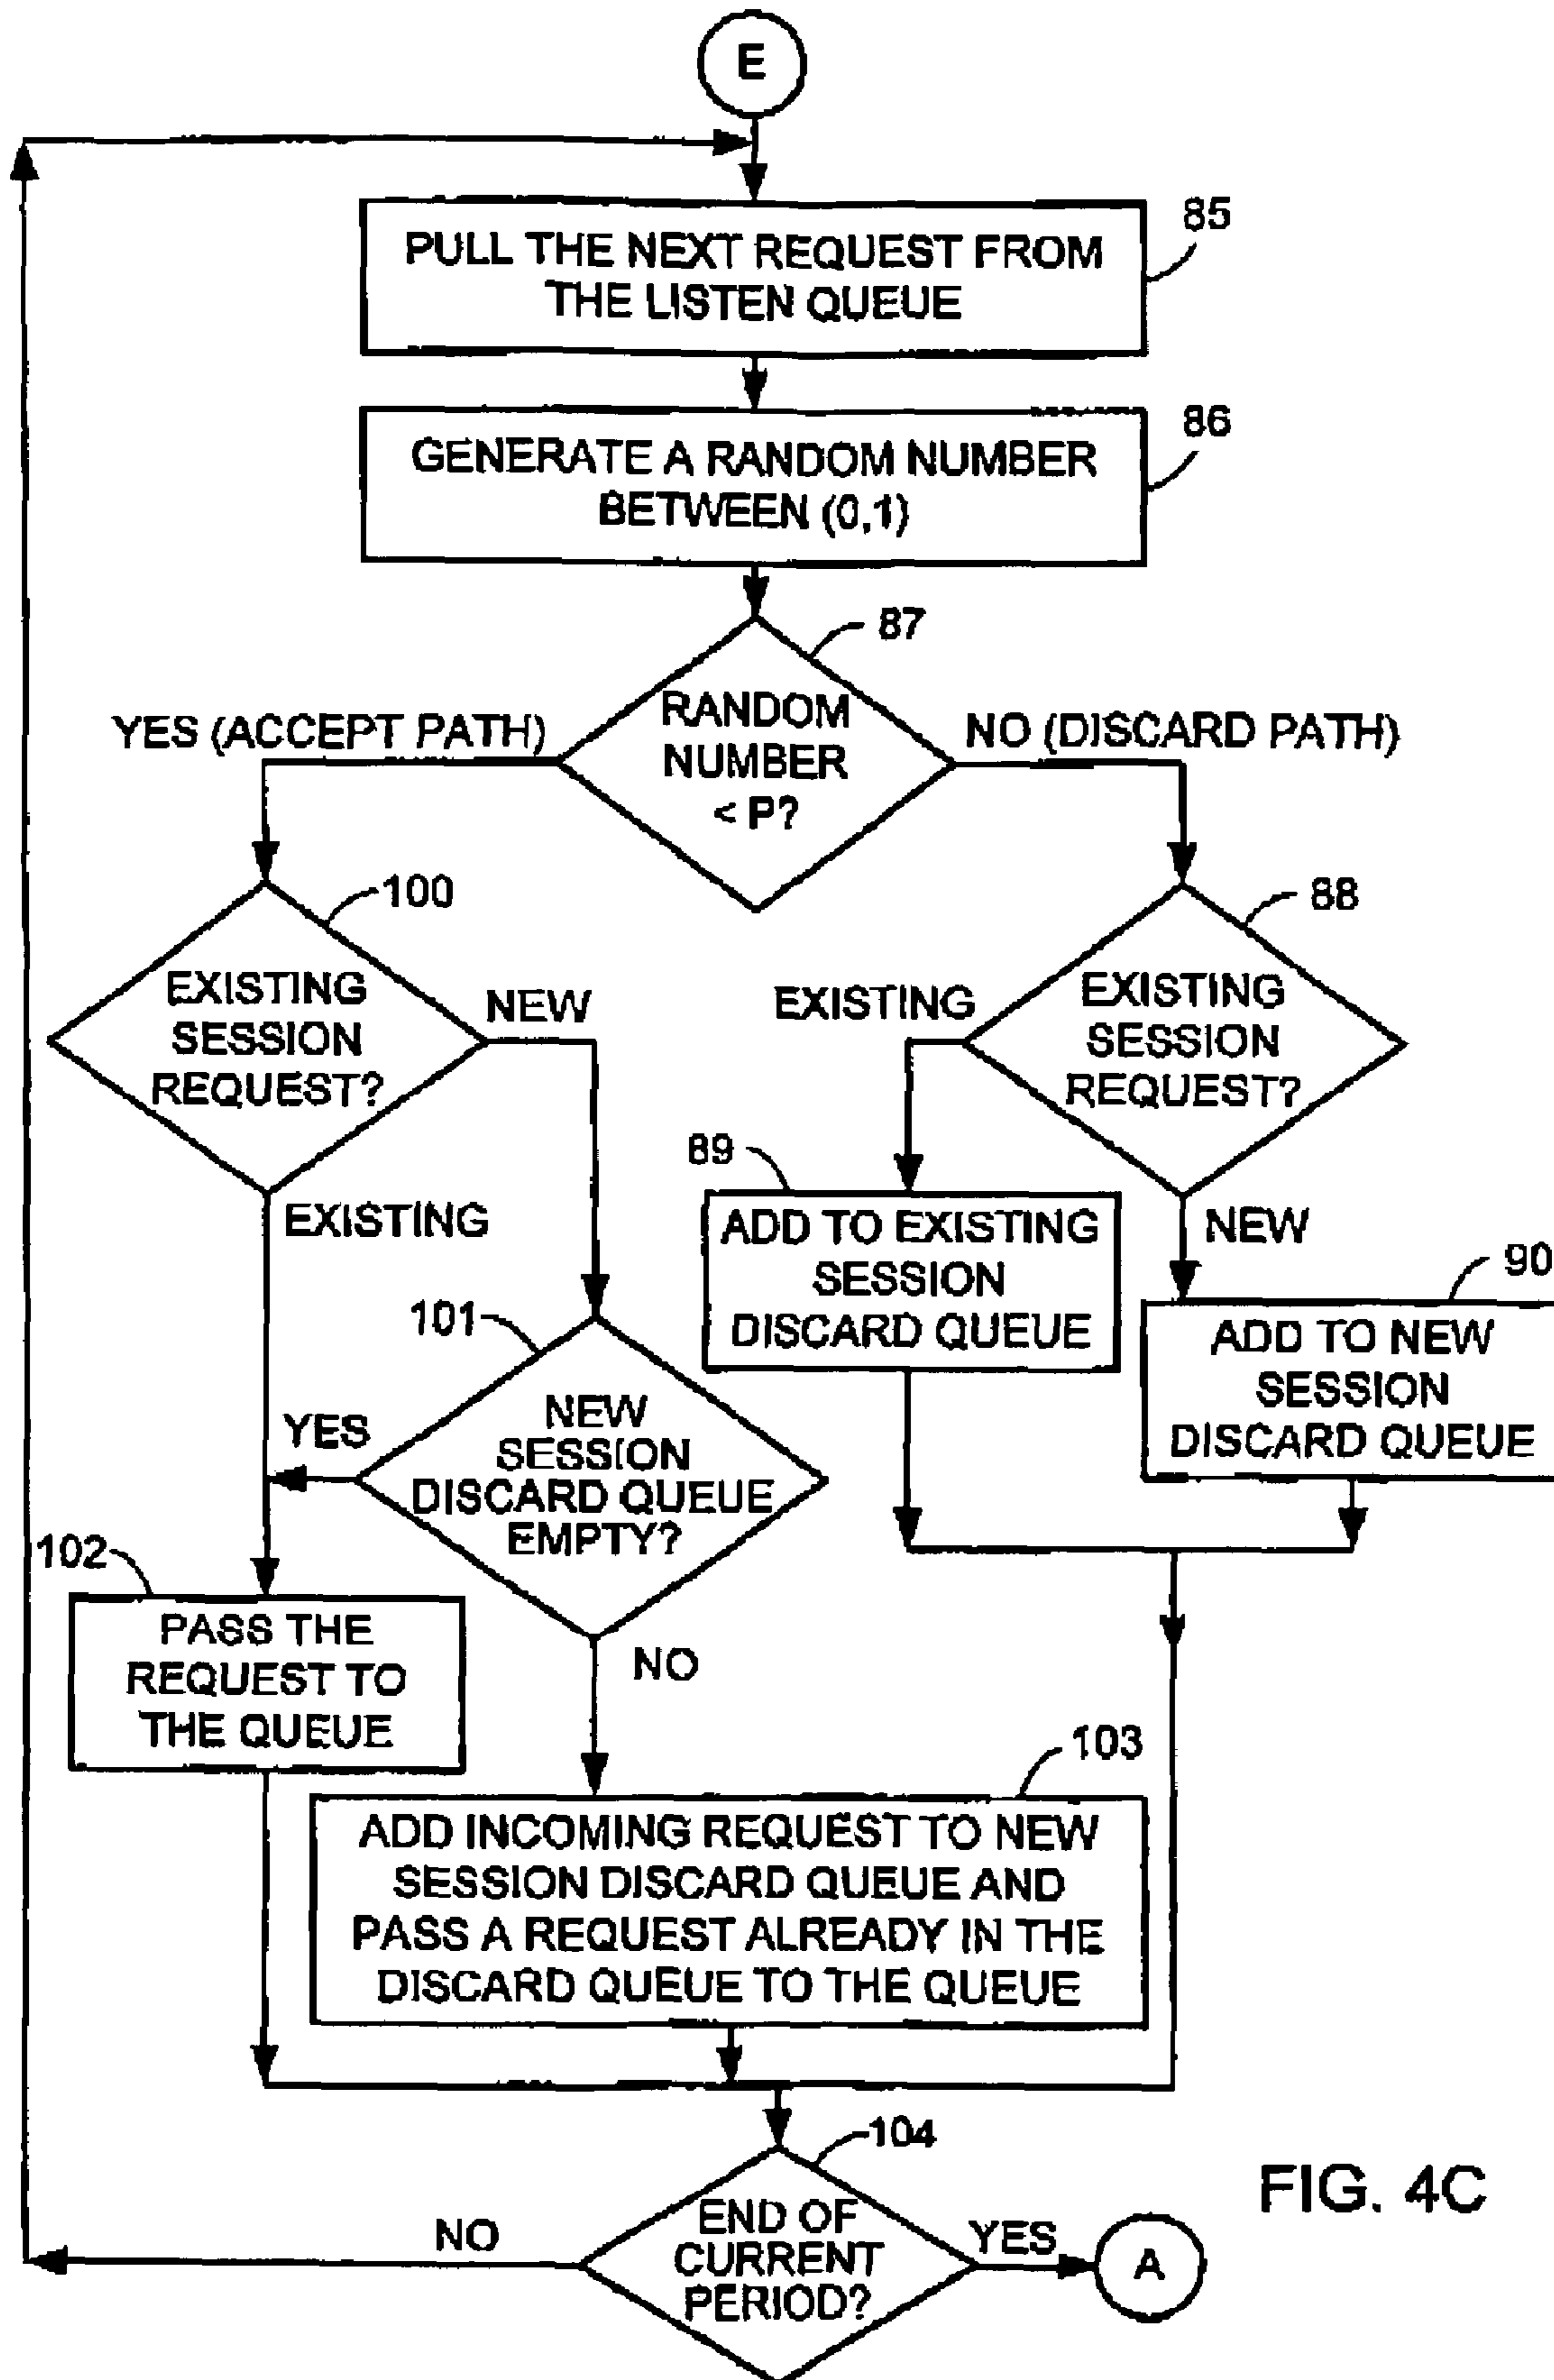 E
85
PULL THE NEXT REQUEST FROM
THE LISTEN QUEUE
86
GENERATE A RANDOM NUMBER
BETWEEN (0,1)
87
RANDOM
NUMBER
< P?
YES (ACCEPT PATH)
NO (DISCARD PATH)
100
EXISTING
SESSION
REQUEST?
NEW
EXISTING
88
EXISTING
SESSION
REQUEST?
EXISTING
NEW
89
ADD TO EXISTING
SESSION
DISCARD QUEUE
90
ADD TO NEW
SESSION
DISCARD QUEUE
101
NEW
SESSION
DISCARD QUEUE
EMPTY?
YES
NO
102
PASS THE
REQUEST TO
THE QUEUE
103
ADD INCOMING REQUEST TO NEW
SESSION DISCARD QUEUE AND
PASS A REQUEST ALREADY IN THE
DISCARD QUEUE TO THE QUEUE
104
END OF
CURRENT
PERIOD?
NO
YES
A
FIG. 4C